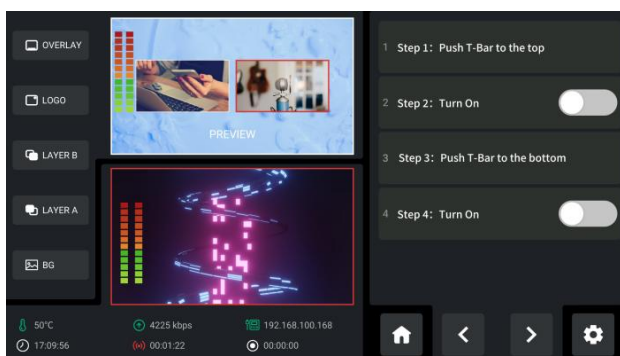 OVERLAY
LOGO
LAYER B
LAYER A
BG
PREVIEW
50°C
4225 kbps
192.168.100.168
17:09:56
00:01:22
00:00:00
1 Step 1: Push T-Bar to the top
2 Step 2: Turn On
3 Step 3: Push T-Bar to the bottom
4 Step 4: Turn On